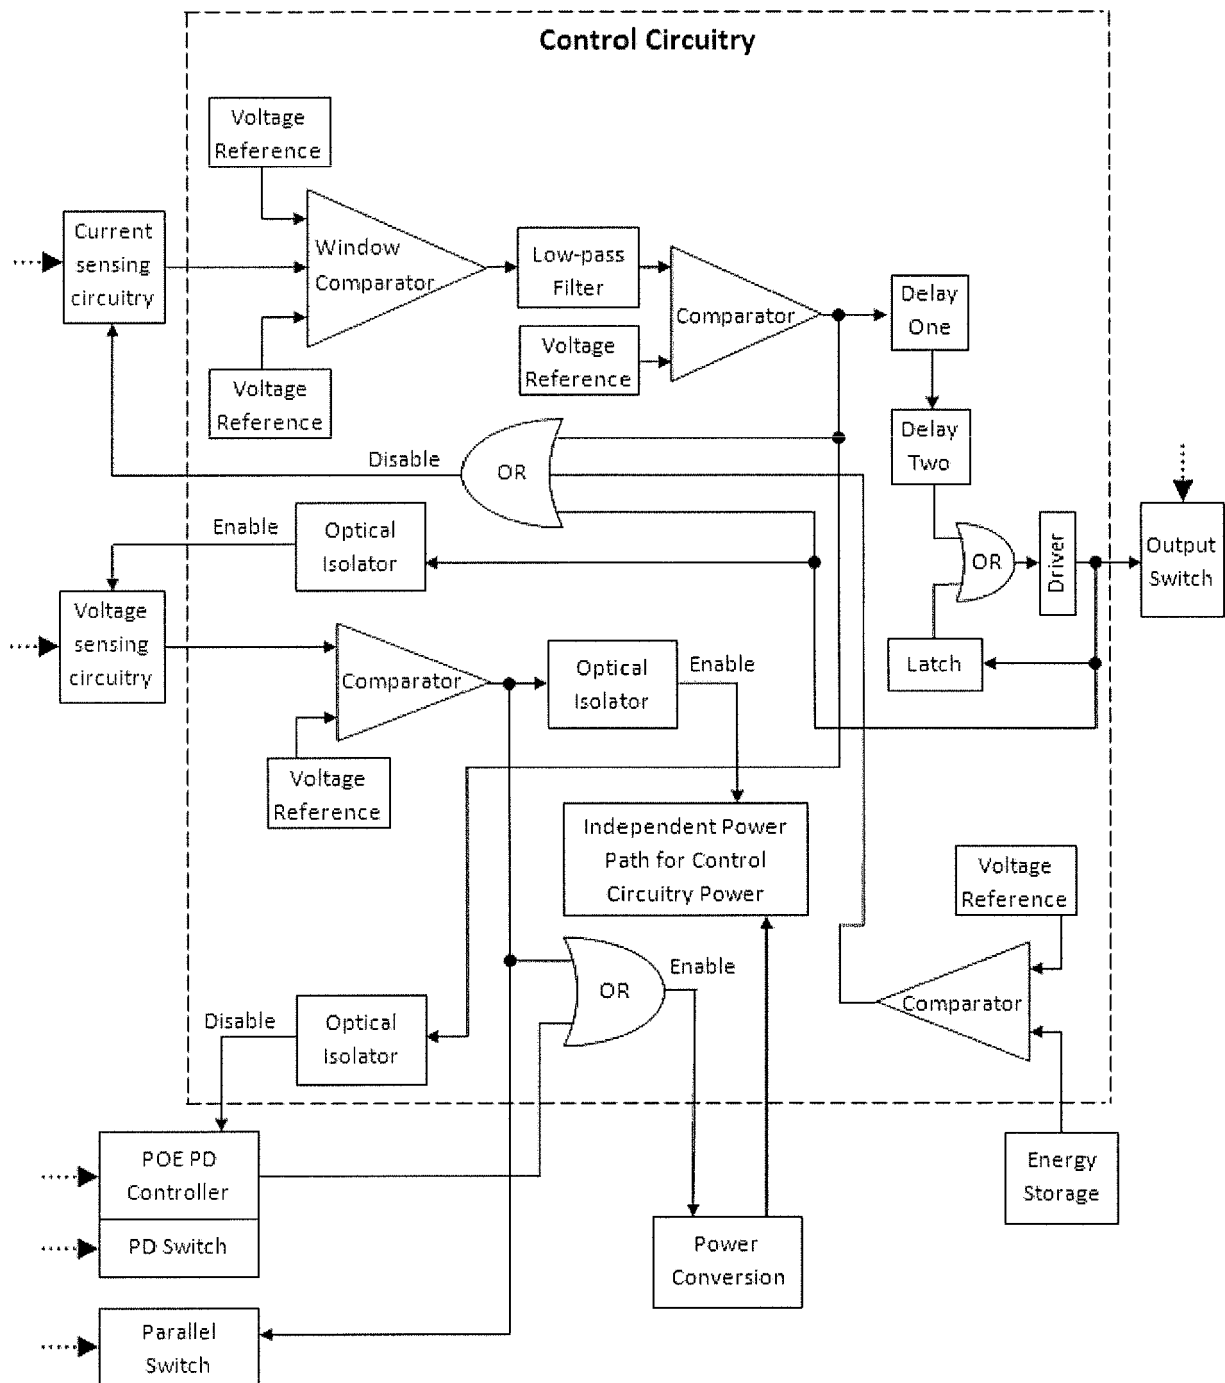 Control Circuitry
Voltage
Reference
Current
sensing
circuitry
Window
Comparator
Voltage
Reference
Low-pass
Filter
Voltage
Reference
Comparator
Delay
One
Delay
Two
Disable
OR
Enable
Optical
Isolator
OR
Driver
Output
Switch
Latch
Voltage
sensing
circuitry
Comparator
Voltage
Reference
Optical
Isolator
Enable
Independent Power
Path for Control
Circuitry Power
Voltage
Reference
Comparator
OR
Enable
Disable
Optical
Isolator
POE PD
Controller
PD Switch
Parallel
Switch
Power
Conversion
Energy
Storage